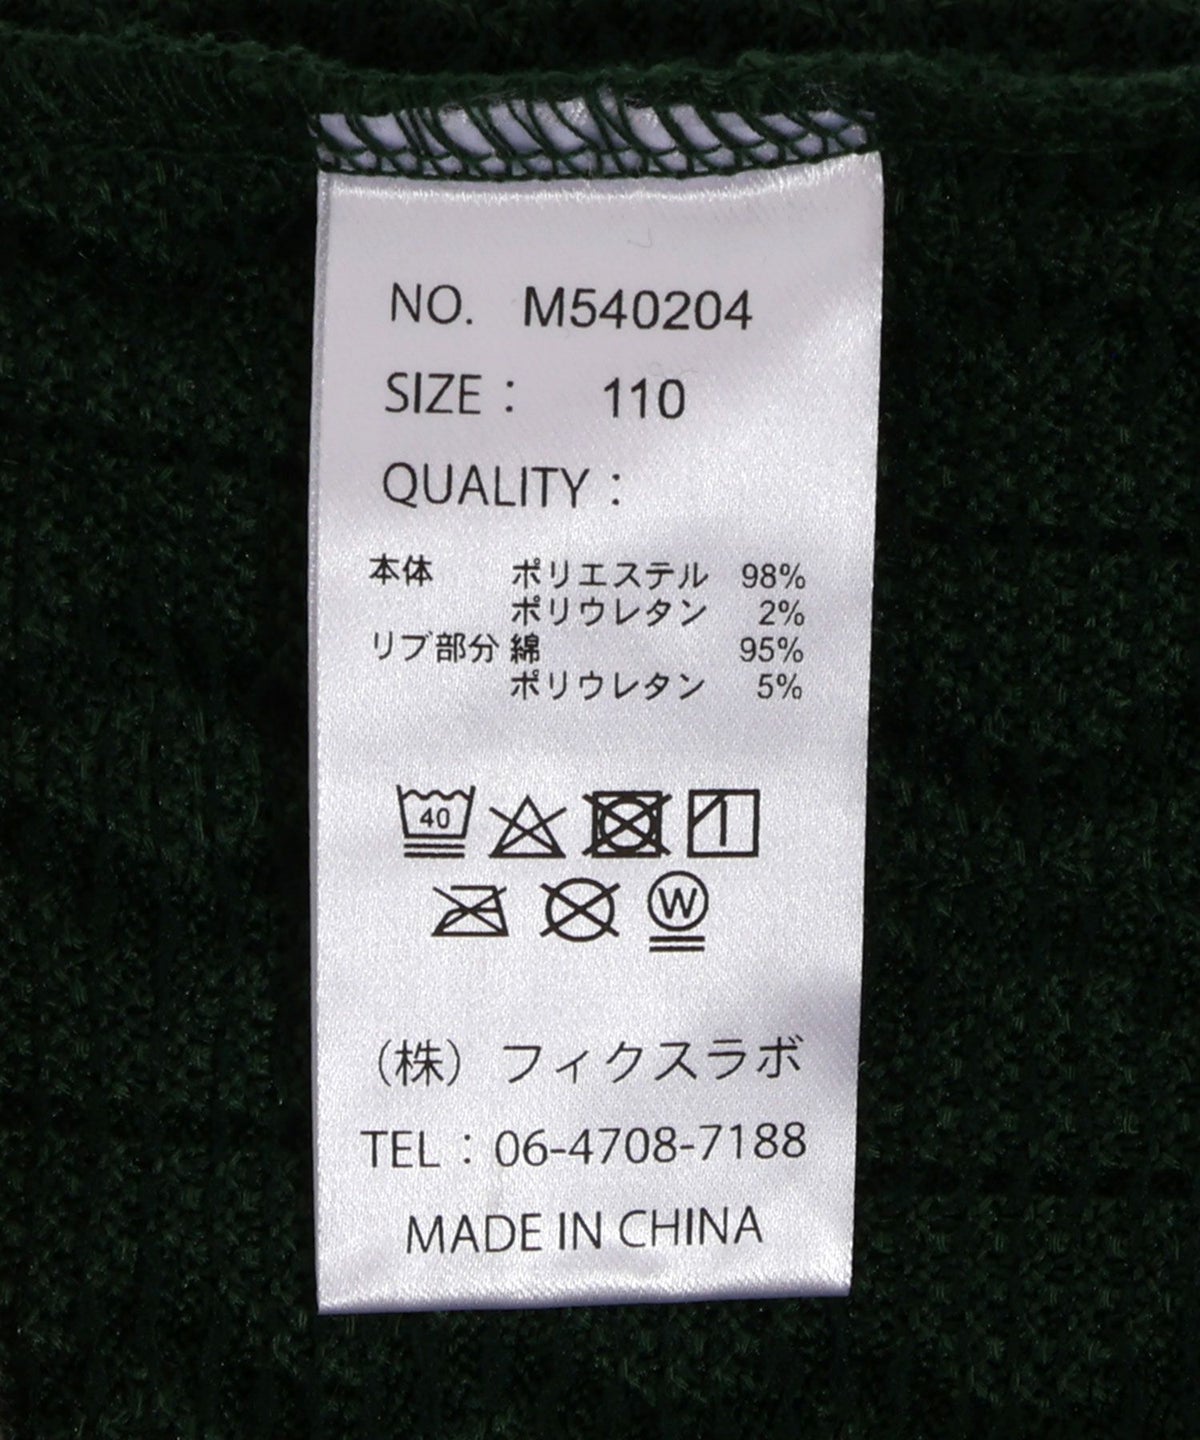 NO. M540204
SIZE： 110
QUALITY：
本体 ポリエステル 98%
ポリウレタン 2%
リブ部分 綿 95%
ポリウレタン 5%
40
W
（株） フィクスラボ
TEL：06-4708-7188
MADE IN CHINA